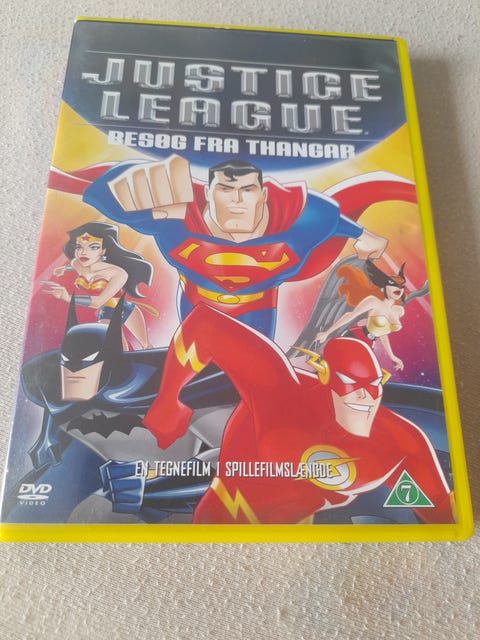 JUSTICE
LEAGUE
BESØG FRA THANGAR
S
EN TEGNEFILM I SPILLEFILMSLÆNGDE
DVD
VIDEO
7